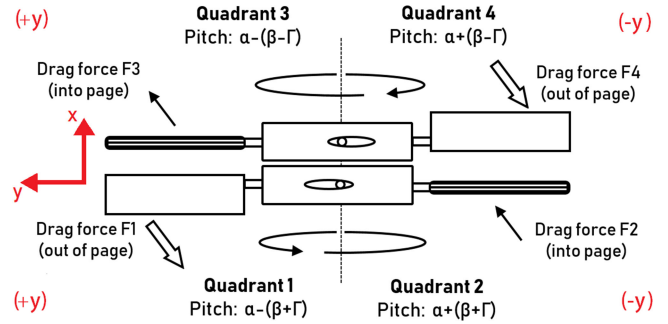 (+y)
Quadrant 3
Pitch: α-(β-Γ)
Quadrant 4
Pitch: α+(β-Γ)
(-y)
Drag force F3
(into page)
Drag force F4
(out of page)
x
y
Drag force F1
(out of page)
Drag force F2
(into page)
(+y)
Quadrant 1
Pitch: α-(β+Γ)
Quadrant 2
Pitch: α+(β+Γ)
(-y)